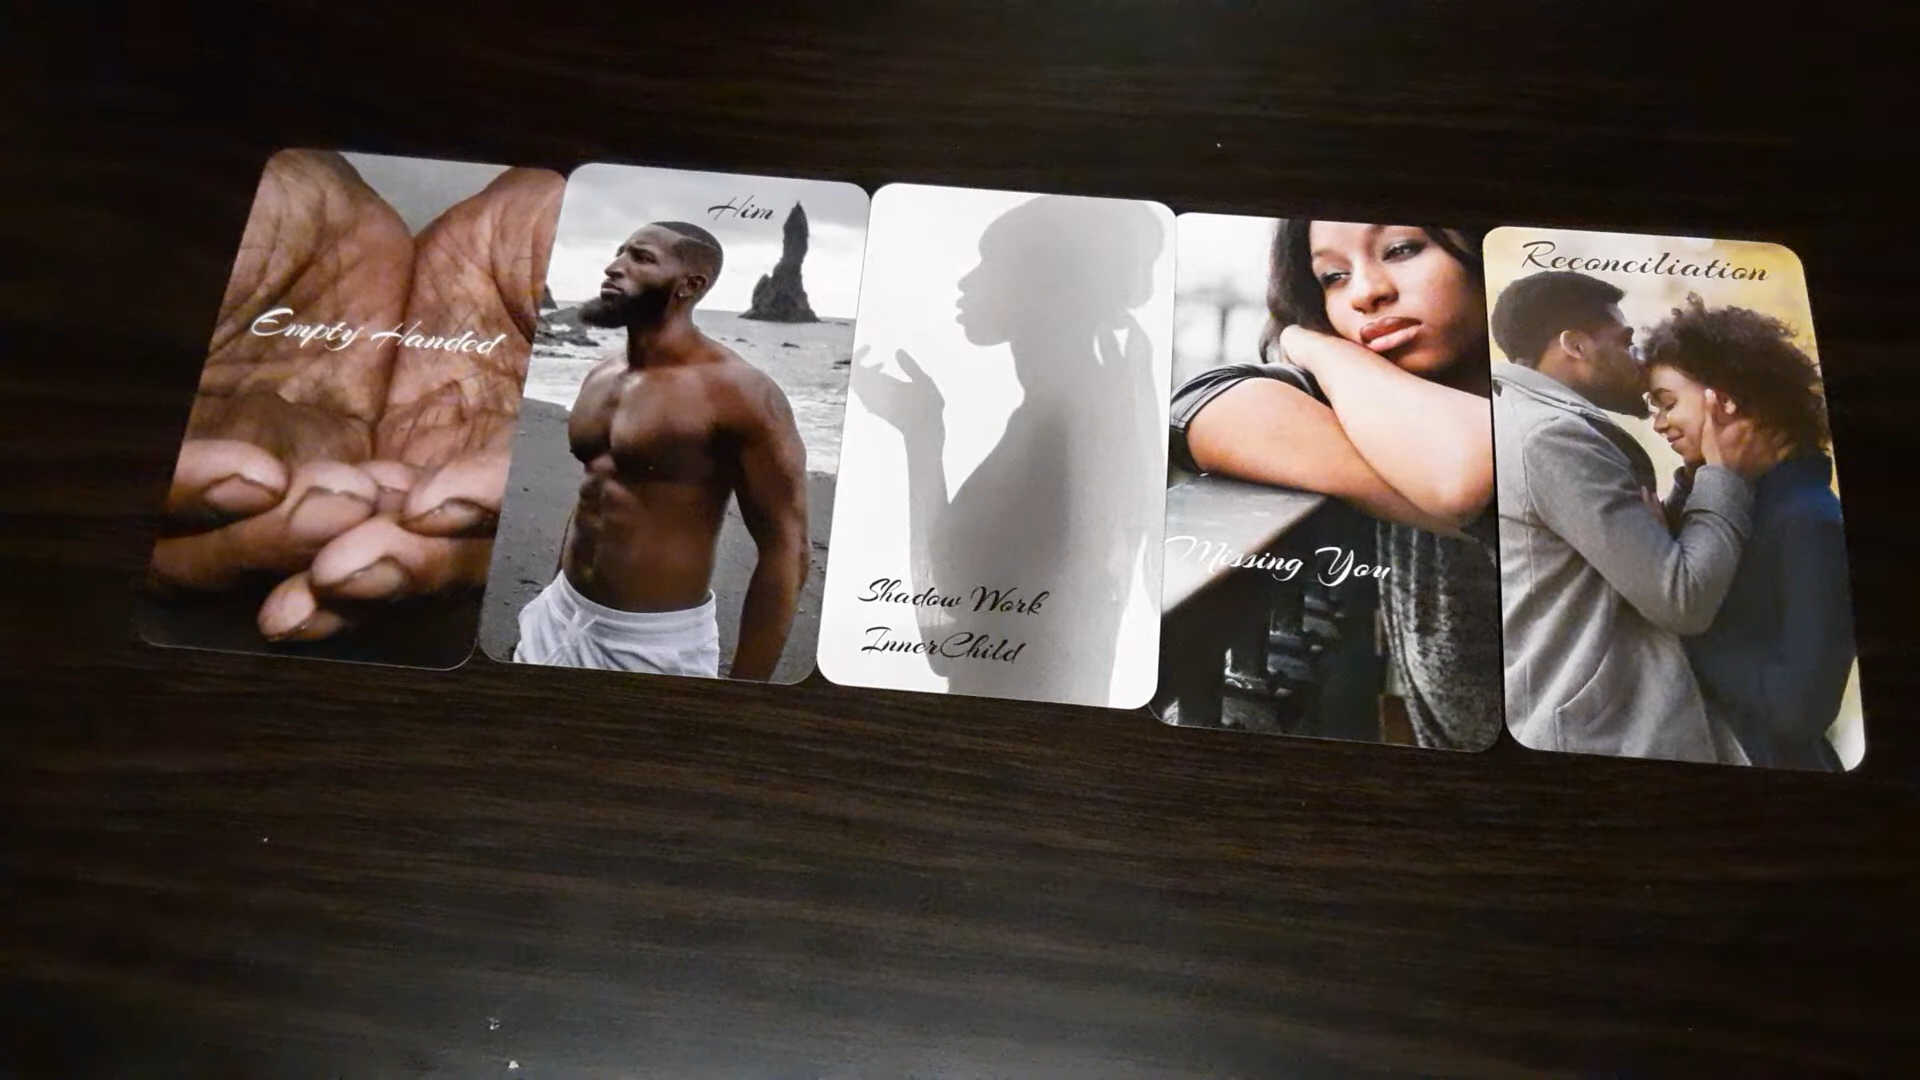 Empty Handed
Him
Shadow Work
InnerChild
Missing You
Reconciliation